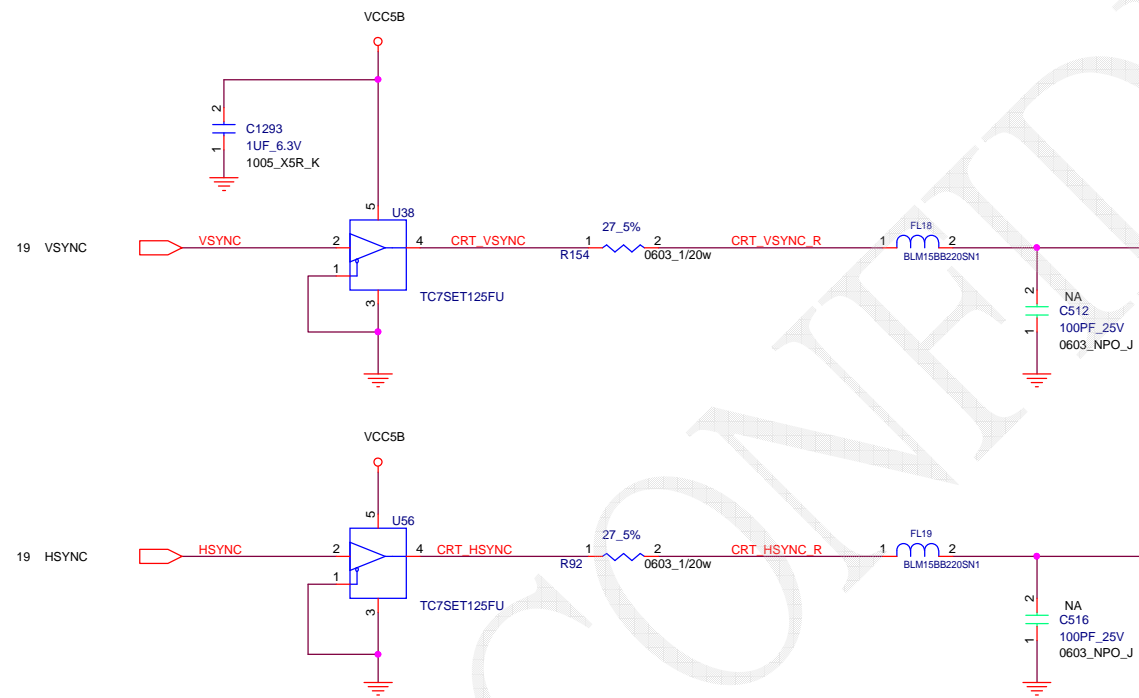 VCC5B
2
C1293
1UF_6.3V
1
1005_X5R_K
5
U38
19 VSYNC
VSYNC
2
4
CRT_VSYNC
1
27_5%
2
R154
0603_1/20w
CRT_VSYNC_R
1
FL18
2
BLM15BB220SN1
1
3
TC7SET125FU
2
NA
C512
1
100PF_25V
0603_NPO_J
VCC5B
5
U56
19 HSYNC
HSYNC
2
4
CRT_HSYNC
1
27_5%
2
R92
0603_1/20w
CRT_HSYNC_R
1
FL19
2
BLM15BB220SN1
1
3
TC7SET125FU
2
NA
C516
1
100PF_25V
0603_NPO_J